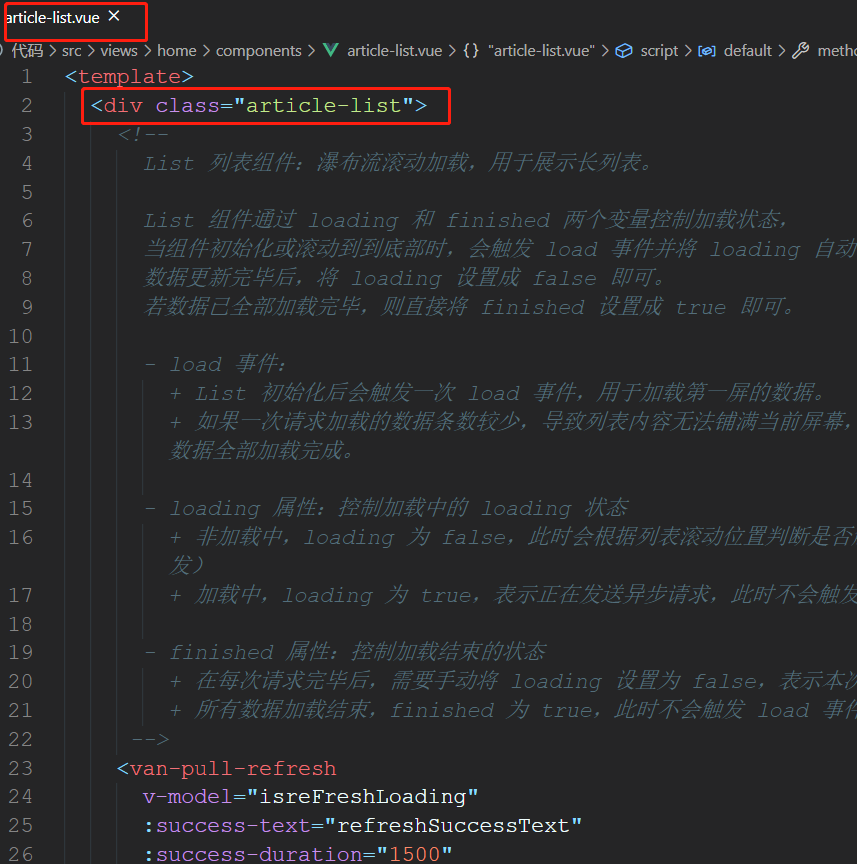 article-list.vue ×
代码 > src > views > home > components > article-list.vue > {} "article-list.vue" > script > default > metho
1 <template>
2 <div class="article-list">
3 <!--
4 List 列表组件：瀑布流滚动加载，用于展示长列表。
5
6 List 组件通过 loading 和 finished 两个变量控制加载状态，
7 当组件初始化或滚动到到底部时，会触发 load 事件并将 loading 自动
8 数据更新完毕后，将 loading 设置成 false 即可。
9 若数据已全部加载完毕，则直接将 finished 设置成 true 即可。
10
11 - load 事件：
12 + List 初始化后会触发一次 load 事件，用于加载第一屏的数据。
13 + 如果一次请求加载的数据条数较少，导致列表内容无法铺满当前屏幕，
数据全部加载完成。
14
15 - loading 属性：控制加载中的 loading 状态
16 + 非加载中，loading 为 false，此时会根据列表滚动位置判断是否
发）
17 + 加载中，loading 为 true，表示正在发送异步请求，此时不会触发
18
19 - finished 属性：控制加载结束的状态
20 + 在每次请求完毕后，需要手动将 loading 设置为 false，表示本次
21 + 所有数据加载结束，finished 为 true，此时不会触发 load 事件
22 -->
23 <van-pull-refresh
24 v-model="isreFreshLoading"
25 :success-text="refreshSuccessText"
26 :success-duration="1500"